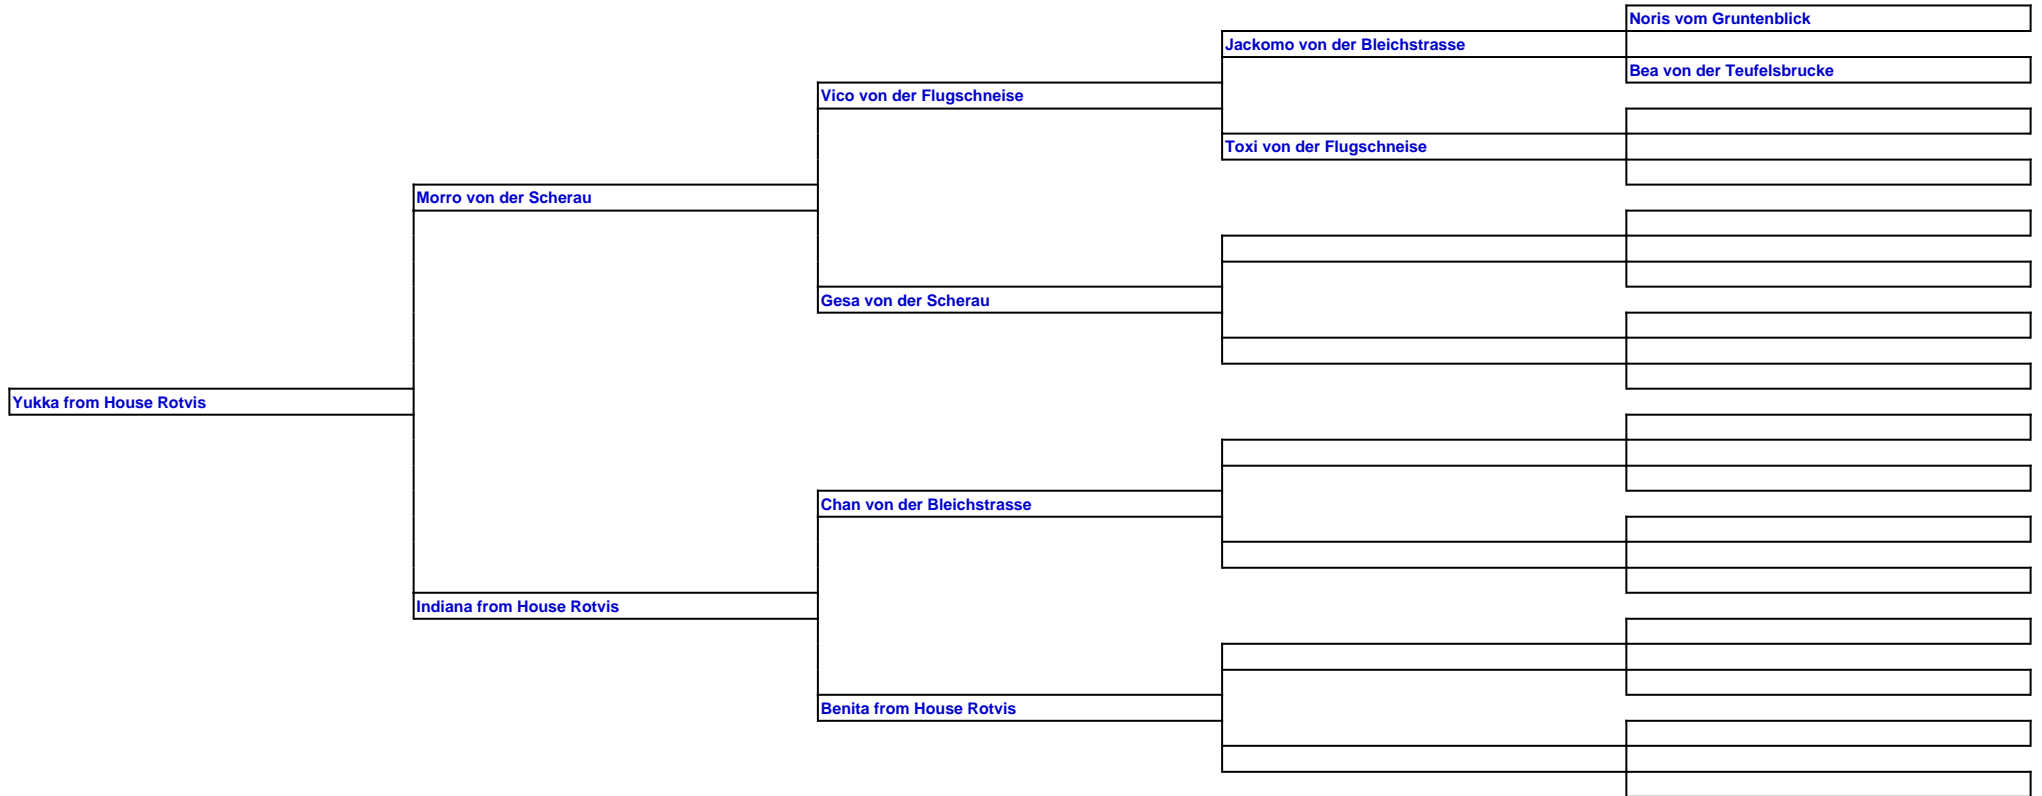 Noris vom Gruntenblick
Jackomo von der Bleichstrasse
Bea von der Teufelsbrucke
Vico von der Flugschneise
Toxi von der Flugschneise
Morro von der Scherau
Gesa von der Scherau
Yukka from House Rotvis
Chan von der Bleichstrasse
Indiana from House Rotvis
Benita from House Rotvis